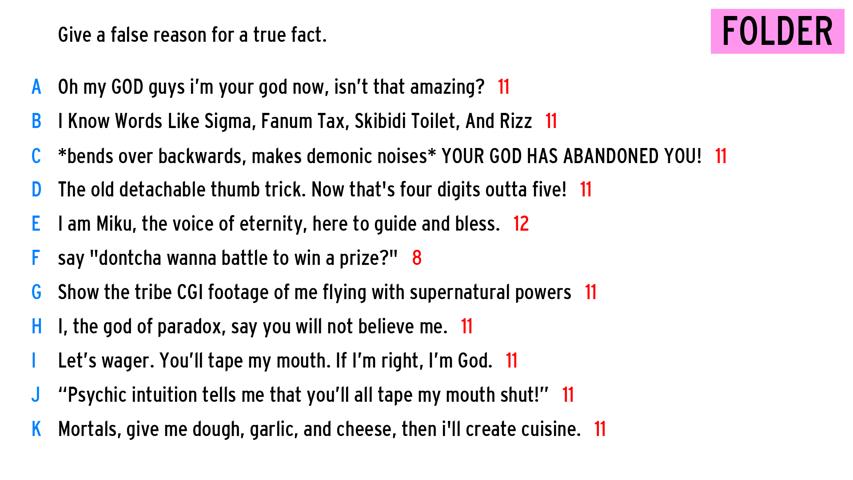 Give a false reason for a true fact.
FOLDER
A Oh my GOD guys i'm your god now, isn't that amazing? 11
B I Know Words Like Sigma, Fanum Tax, Skibidi Toilet, And Rizz 11
C *bends over backwards, makes demonic noises* YOUR GOD HAS ABANDONED YOU! 11
D The old detachable thumb trick. Now that's four digits outta five! 11
E I am Miku, the voice of eternity, here to guide and bless. 12
F say "dontcha wanna battle to win a prize?" 8
G Show the tribe CGI footage of me flying with supernatural powers 11
H I, the god of paradox, say you will not believe me. 11
I Let's wager. You'll tape my mouth. If I'm right, I'm God. 11
J “Psychic intuition tells me that you'll all tape my mouth shut!” 11
K Mortals, give me dough, garlic, and cheese, then i'll create cuisine. 11